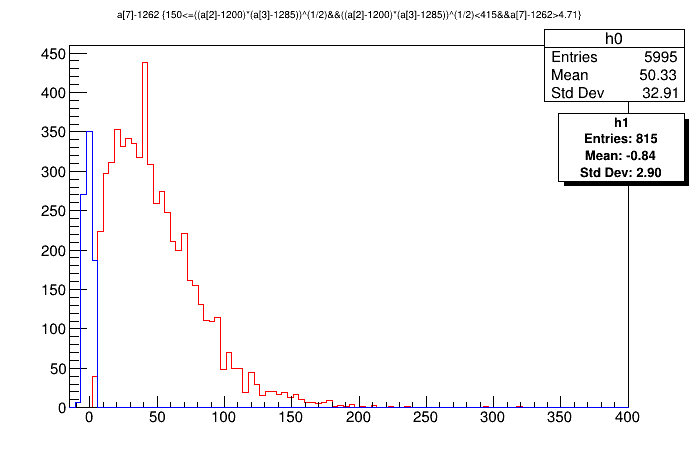 a[7]-1262 {150<=((a[2]-1200)*(a[3]-1285))^(1/2)&&((a[2]-1200)*(a[3]-1285))^(1/2)<415&&a[7]-1262>4.71}
h0
Entries 5995
Mean 50.33
Std Dev 32.91
h1
Entries: 815
Mean: -0.84
Std Dev: 2.90
450
400
350
300
250
200
150
100
50
0
0 50 100 150 200 250 300 350 400